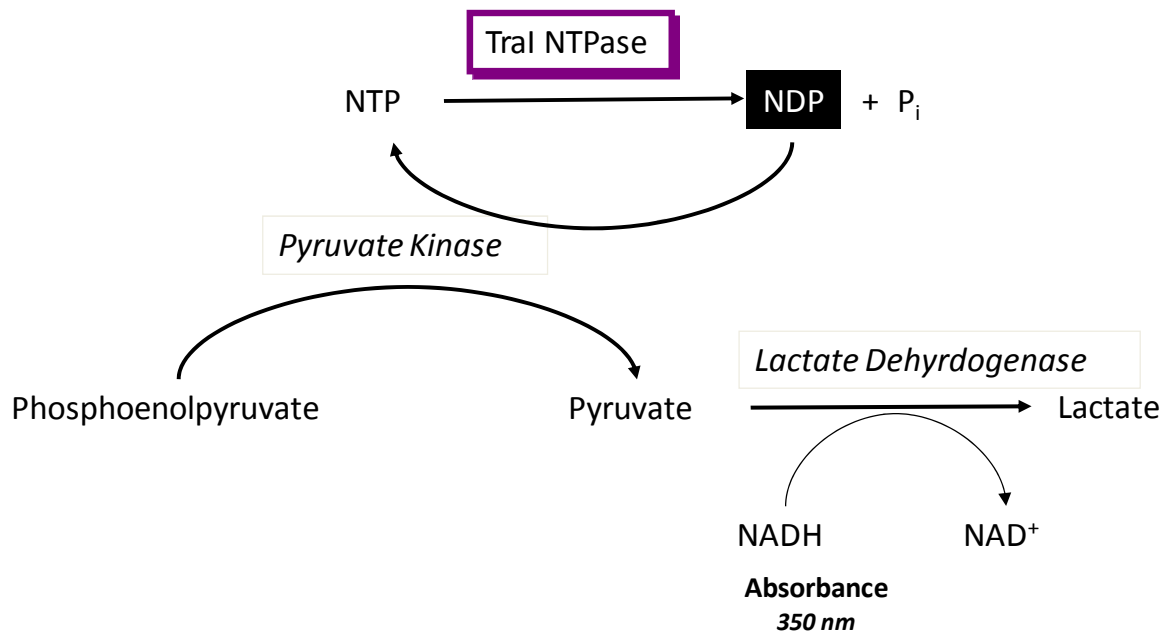 TraI NTPase
NTP
NDP + Pi
Pyruvate Kinase
Lactate Dehyrdogenase
Phosphoenolpyruvate
Pyruvate
Lactate
NADH
NAD⁺
Absorbance
350 nm